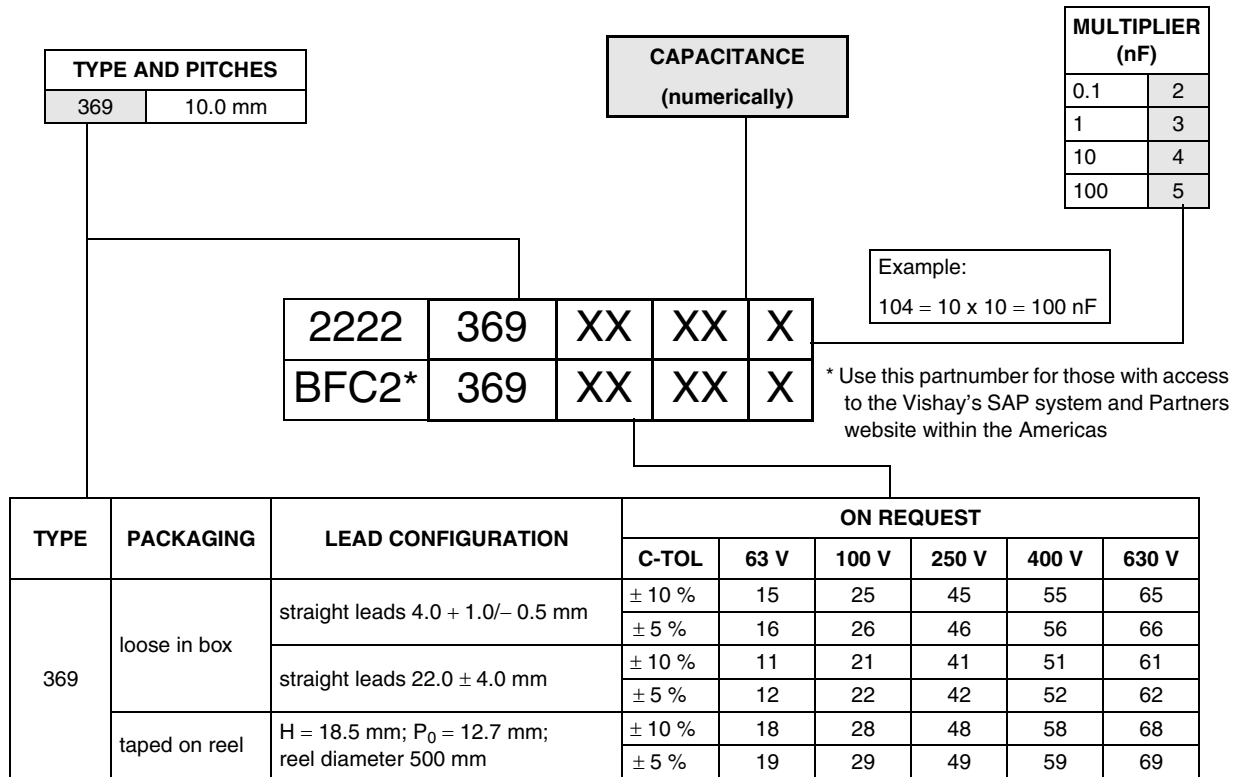 TYPE AND PITCHES
369 10.0 mm
CAPACITANCE
(numerically)
MULTIPLIER
(nF)
0.1 2
1 3
10 4
100 5
Example:
104 = 10 x 10 = 100 nF
2222 369 XX XX X
BFC2* 369 XX XX X
* Use this partnumber for those with access
to the Vishay's SAP system and Partners
website within the Americas
TYPE PACKAGING LEAD CONFIGURATION ON REQUEST
C-TOL 63 V 100 V 250 V 400 V 630 V
369 loose in box straight leads 4.0 + 1.0/– 0.5 mm ± 10 % 15 25 45 55 65
± 5 % 16 26 46 56 66
straight leads 22.0 ± 4.0 mm ± 10 % 11 21 41 51 61
± 5 % 12 22 42 52 62
taped on reel H = 18.5 mm; P0 = 12.7 mm; ± 10 % 18 28 48 58 68
reel diameter 500 mm ± 5 % 19 29 49 59 69